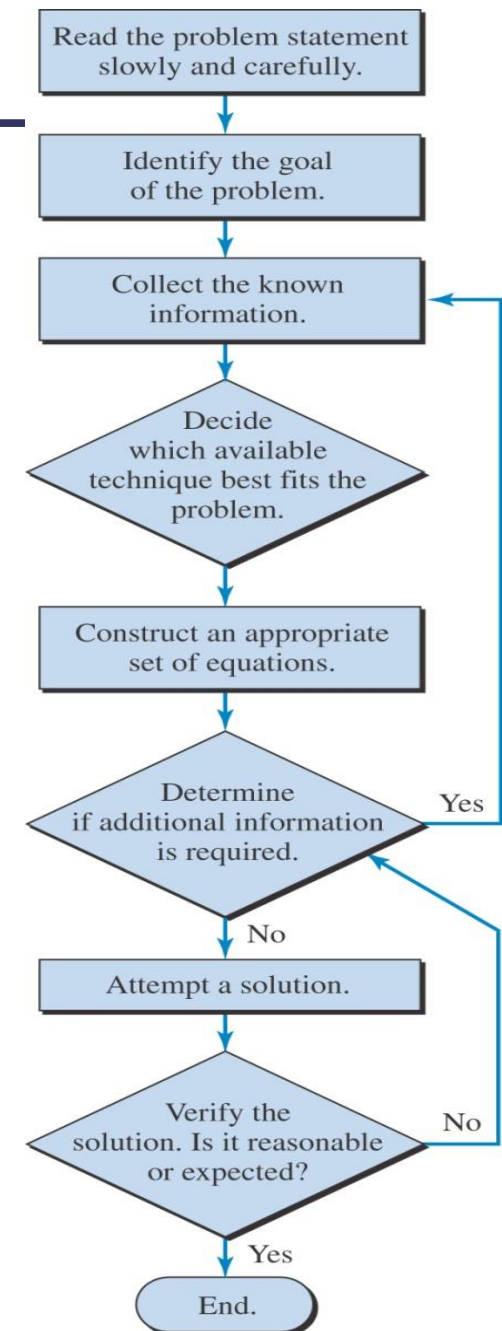 Read the problem statement
slowly and carefully.
Identify the goal
of the problem.
Collect the known
information.
Decide
which available
technique best fits the
problem.
Construct an appropriate
set of equations.
Determine
if additional information
is required.
Yes
No
Attempt a solution.
Verify the
solution. Is it reasonable
or expected?
No
Yes
End.